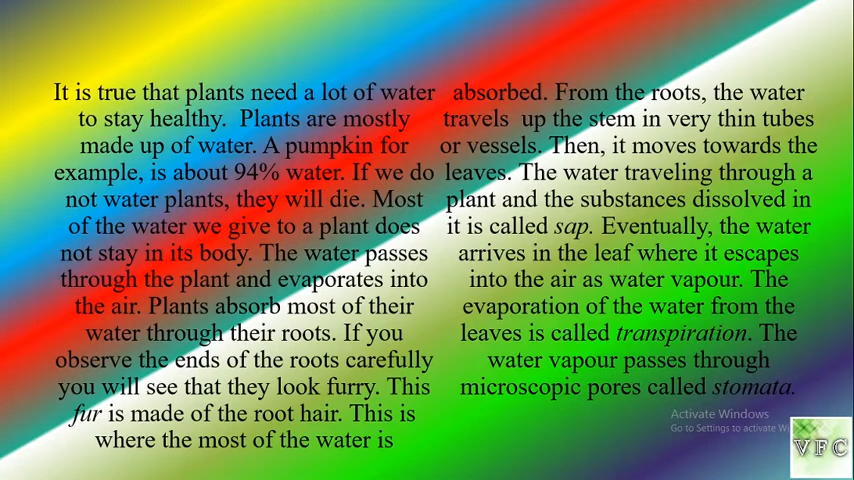 It is true that plants need a lot of water
to stay healthy.  Plants are mostly
made up of water. A pumpkin for
example, is about 94% water. If we do
not water plants, they will die. Most
of the water we give to a plant does
not stay in its body. The water passes
through the plant and evaporates into
the air. Plants absorb most of their
water through their roots. If you
observe the ends of the roots carefully
you will see that they look furry. This
fur is made of the root hair. This is
where the most of the water is
absorbed. From the roots, the water
travels  up the stem in very thin tubes
or vessels. Then, it moves towards the
leaves. The water traveling through a
plant and the substances dissolved in
it is called sap. Eventually, the water
arrives in the leaf where it escapes
into the air as water vapour. The
evaporation of the water from the
leaves is called transpiration. The
water vapour passes through
microscopic pores called stomata.
Activate Windows
Go to Settings to activate Wi
VFC